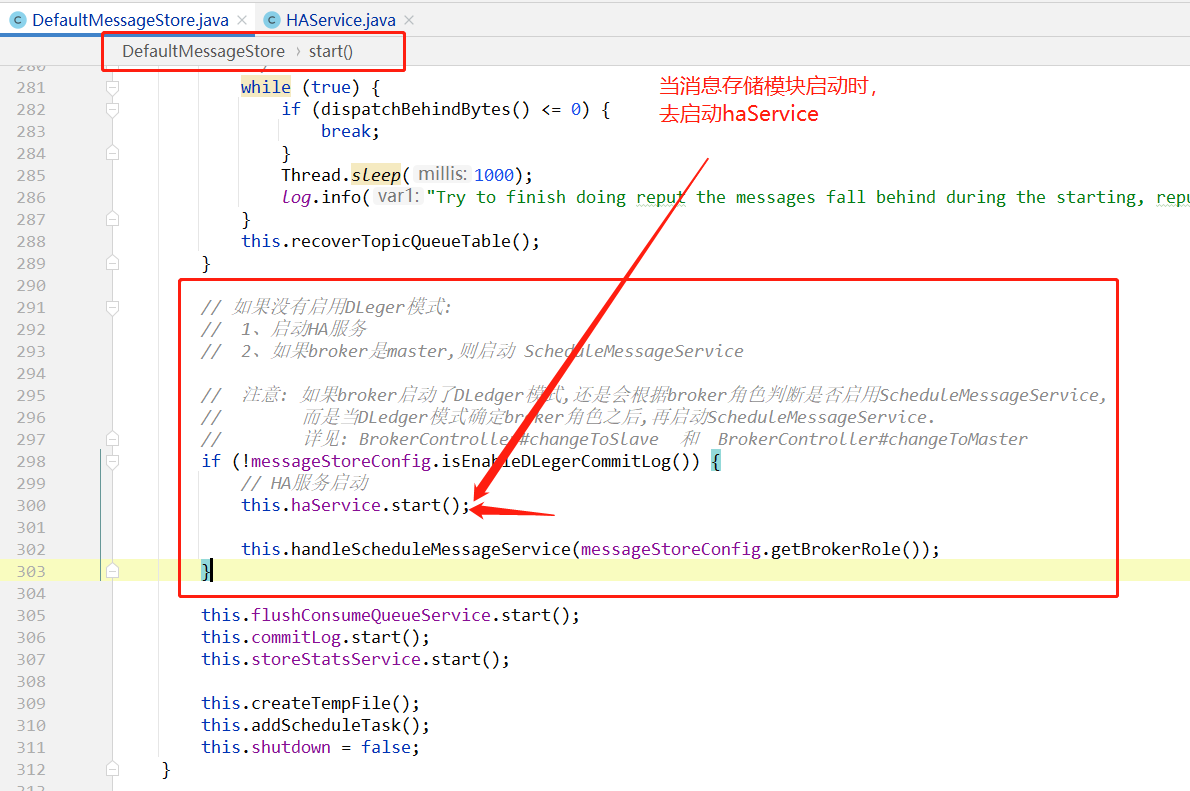 DefaultMessageStore.java × HAService.java ×
DefaultMessageStore › start()
280
当消息存储模块启动时，
去启动haService
281 while (true) {
282 if (dispatchBehindBytes() <= 0) {
283 break;
284 }
285 Thread.sleep( millis: 1000);
286 log.info( var1: "Try to finish doing reput the messages fall behind during the starting, repu
287 }
288 this.recoverTopicQueueTable();
289 }
290
291 // 如果没有启用DLeger模式:
292 // 1、启动HA服务
293 // 2、如果broker是master,则启动 ScheduleMessageService
294
295 // 注意: 如果broker启动了DLedger模式,还是会根据broker角色判断是否启用ScheduleMessageService,
296 // 而是当DLedger模式确定broker角色之后,再启动ScheduleMessageService.
297 // 详见: BrokerController#changeToSlave 和 BrokerController#changeToMaster
298 if (!messageStoreConfig.isEnableDLegerCommitLog()) {
299 // HA服务启动
300 this.haService.start();
301
302 this.handleScheduleMessageService(messageStoreConfig.getBrokerRole());
303 }
304
305 this.flushConsumeQueueService.start();
306 this.commitLog.start();
307 this.storeStatsService.start();
308
309 this.createTempFile();
310 this.addScheduleTask();
311 this.shutdown = false;
312 }
313